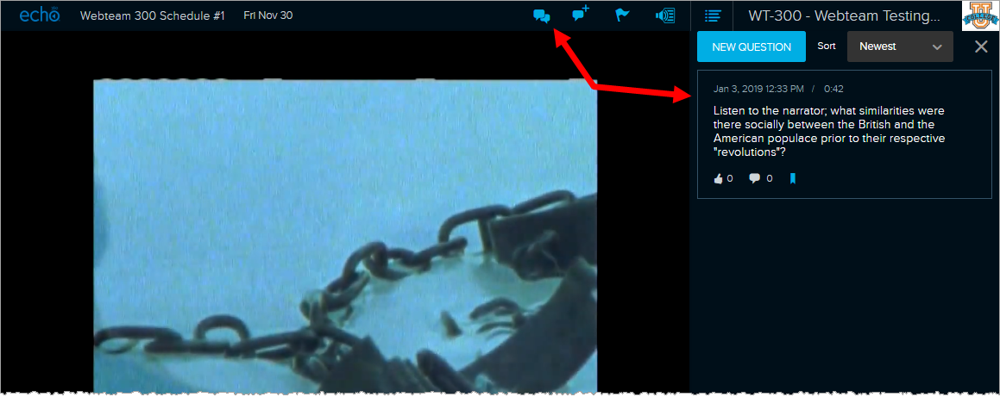 echo Webteam 300 Schedule #1 Fri Nov 30 WT-300 - Webteam Testing... U COLLEGE
NEW QUESTION Sort Newest
Jan 3, 2019 12:33 PM / 0:42
Listen to the narrator; what similarities were
there socially between the British and the
American populace prior to their respective
"revolutions"?
0 0